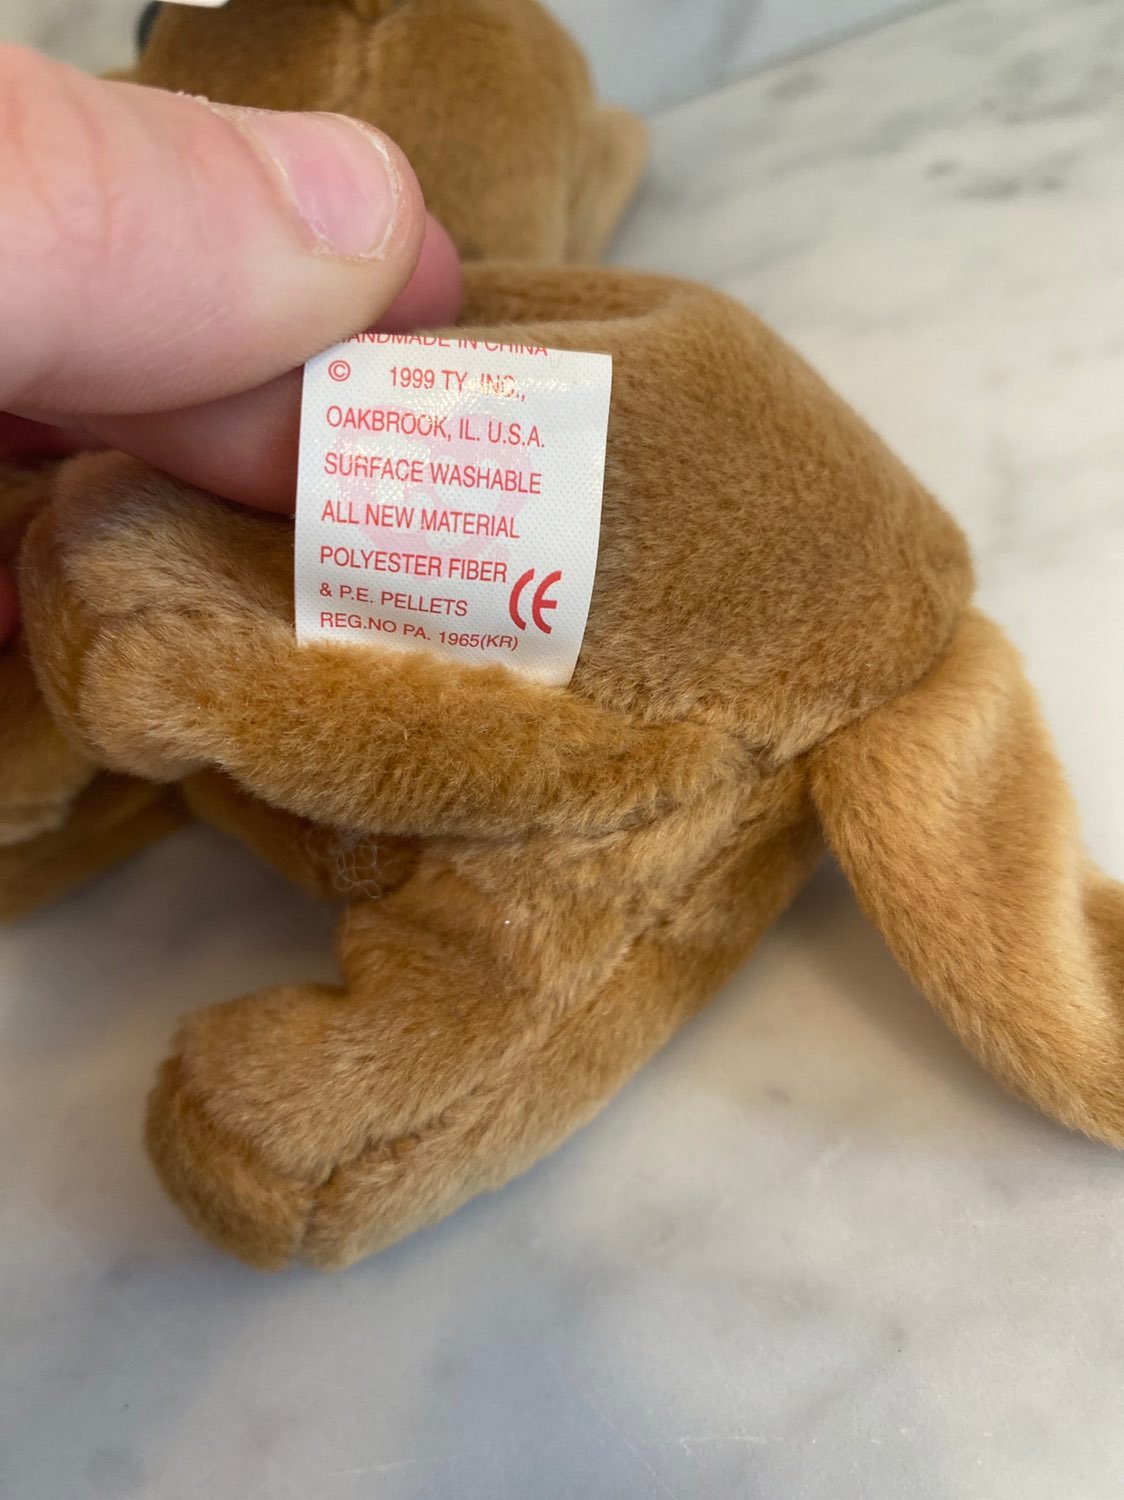 HANDMADE IN CHINA
© 1999 TY INC.,
OAKBROOK, IL. U.S.A.
SURFACE WASHABLE
ALL NEW MATERIAL
POLYESTER FIBER
& P.E. PELLETS CE
REG.NO PA. 1965(KR)